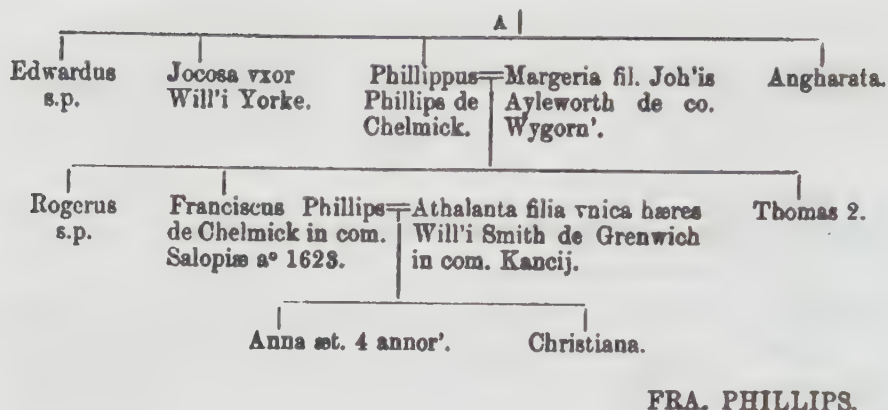 A
Edwardus
s.p.
Jocosa vxor
Will'i Yorke.
Phillippus
Phillips de
Chelmick.
Margeria fil. Joh'is
Ayleworth de co.
Wygorn'.
Angharata.
Rogerus
s.p.
Franciscus Phillips
de Chelmick in com.
Salopiæ aº 1623.
Athalanta filia vnica hæres
Will'i Smith de Grenwich
in com. Kancij.
Thomas 2.
Anna æt. 4 annor'.
Christiana.
FRA. PHILLIPS.